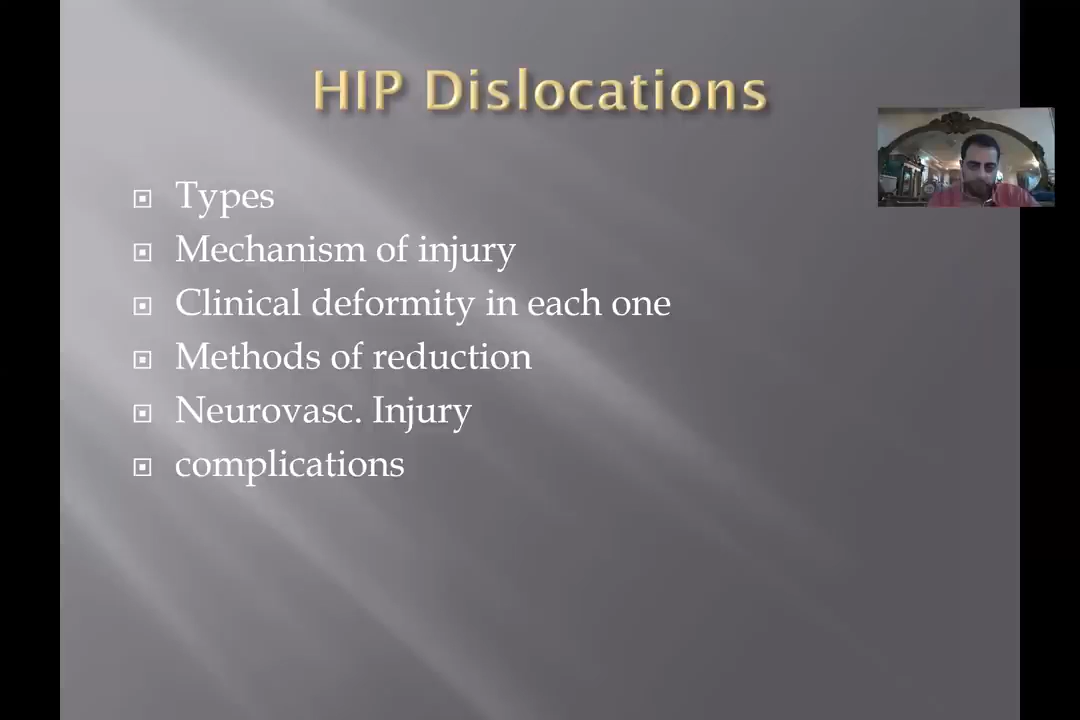 HIP Dislocations
Types
Mechanism of injury
Clinical deformity in each one
Methods of reduction
Neurovasc. Injury
complications